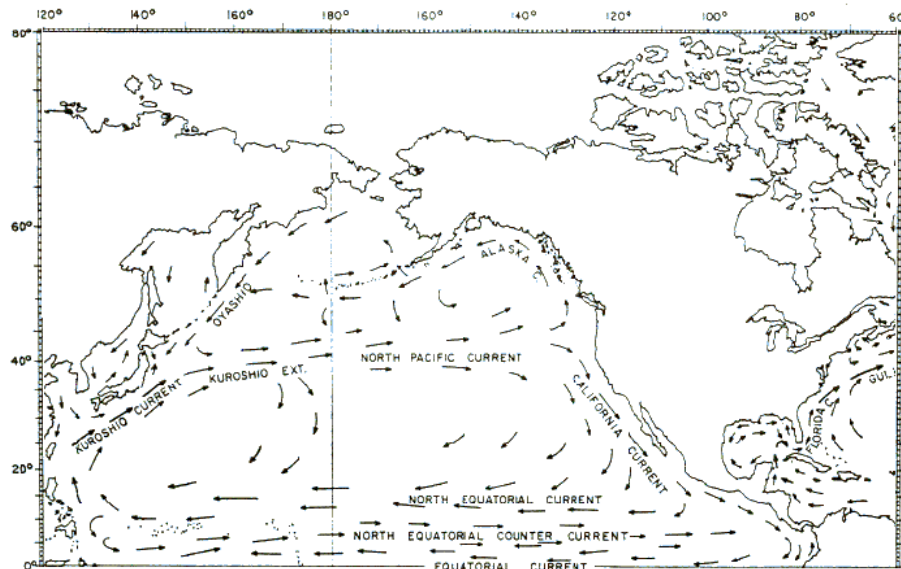 120° 140° 160° 180° 160° 140° 120° 100° 80° 60
80°
60°
ALASKA C
OYASHIO
40°
NORTH PACIFIC CURRENT
KUROSHIO EXT.
KUROSHIO CURRENT
CALIFORNIA CURRENT
FLORIDA C
GUL
20°
NORTH EQUATORIAL CURRENT
NORTH EQUATORIAL COUNTER CURRENT
0°
EQUATORIAL CURRENT